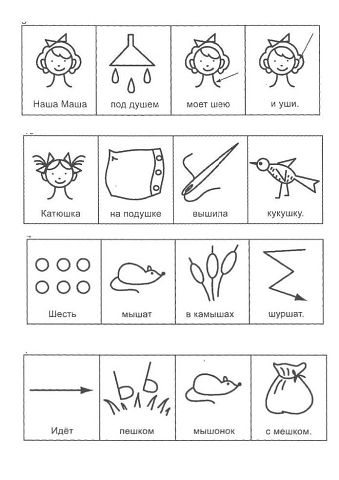 Наша Маша под душем моет шею и уши.
Катюшка на подушке вышила кукушку.
Шесть мышат в камышах шуршат.
Идёт пешком мышонок с мешком.